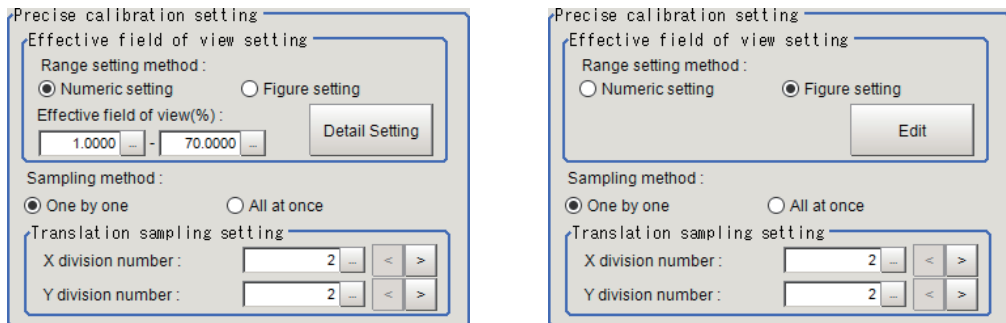 Precise calibration setting
Effective field of view setting
Range setting method :
Numeric setting Figure setting
Effective field of view(%) :
1.0000 ... - 70.0000 ... Detail Setting
Sampling method :
One by one All at once
Translation sampling setting
X division number : 2 ... < >
Y division number : 2 ... < >
Precise calibration setting
Effective field of view setting
Range setting method :
Numeric setting Figure setting
Edit
Sampling method :
One by one All at once
Translation sampling setting
X division number : 2 ... < >
Y division number : 2 ... < >